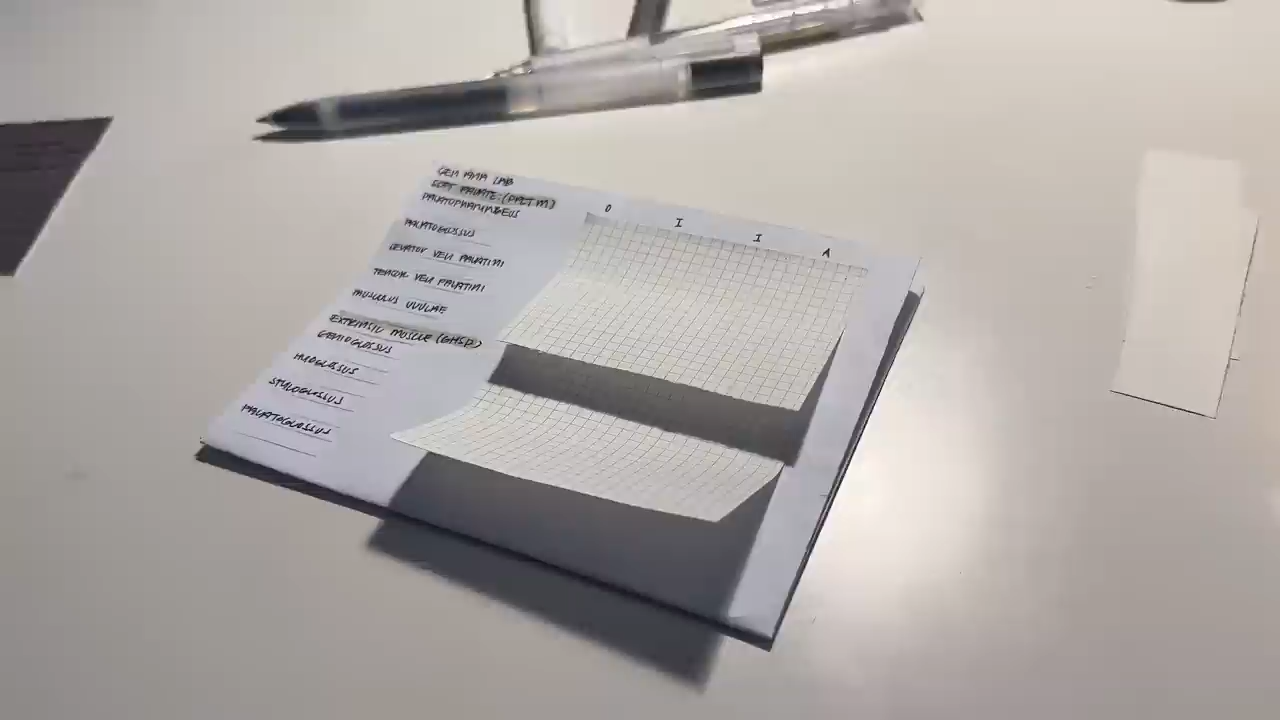 GEN ANA LAB
SOFT PALATE (PPLTM)
PALATOPHARYNGEUS
O I I A
PALATOGLOSSUS
LEVATOR VELI PALATINI
TENSOR VELI PALATINI
MUSCULUS UVULAE
EXTRINSIC MUSCLE (GHSP)
GENIOGLOSSUS
HYOGLOSSUS
STYLOGLOSSUS
PALATOGLOSSUS